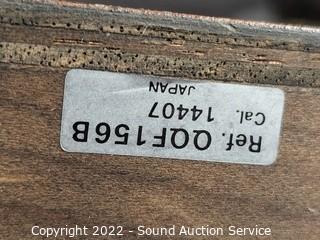 Ref. QQF156B
Cal. 14407
JAPAN
Copyright 2022 - Sound Auction Service